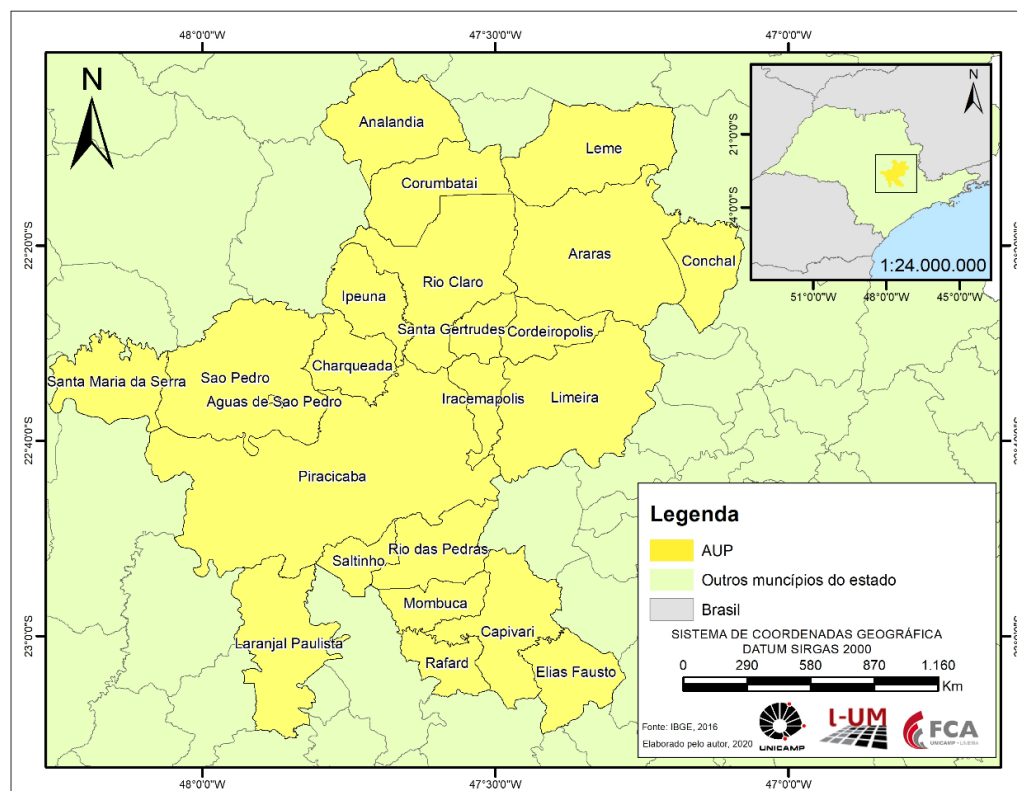 48°0'0"W
47°30'0"W
47°0'0"W
N
N
Analandia
Leme
21°0'0"S
Corumbatai
24°0'0"S
22°20'0"S
Araras
Conchal
1:24.000.000
Rio Claro
Ipeuna
51°0'0"W
48°0'0"W
45°0'0"W
Santa Gertrudes
Cordeiropolis
Charqueada
Santa Maria da Serra
Sao Pedro
Aguas de Sao Pedro
Iracemapolis
Limeira
22°40'0"S
Piracicaba
Legenda
AUP
Outros muncípios do estado
Brasil
Rio das Pedras
Saltinho
Mombuca
SISTEMA DE COORDENADAS GEOGRÁFICA
DATUM SIRGAS 2000
23°0'0"S
Laranjal Paulista
Capivari
Rafard
Elias Fausto
0 290 580 870 1.160
Km
Fonte: IBGE, 2016
Elaborado pelo autor, 2020
UNICAMP
L-UM
FCA
UNICAMP - LIMEIRA
48°0'0"W
47°30'0"W
47°0'0"W